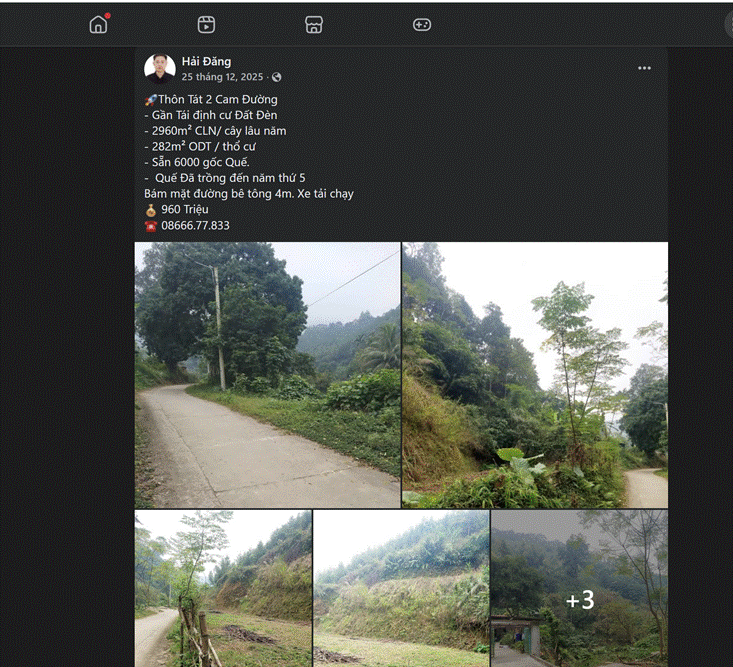 Hải Đăng
25 tháng 12, 2025 ·
🚀Thôn Tát 2 Cam Đường
- Gần Tái định cư Đất Đèn
- 2960m² CLN/ cây lâu năm
- 282m² ODT / thổ cư
- Sẵn 6000 gốc Quế.
- Quế Đã trồng đến năm thứ 5
Bám mặt đường bê tông 4m. Xe tải chạy
💰 960 Triệu
☎️ 08666.77.833
+3